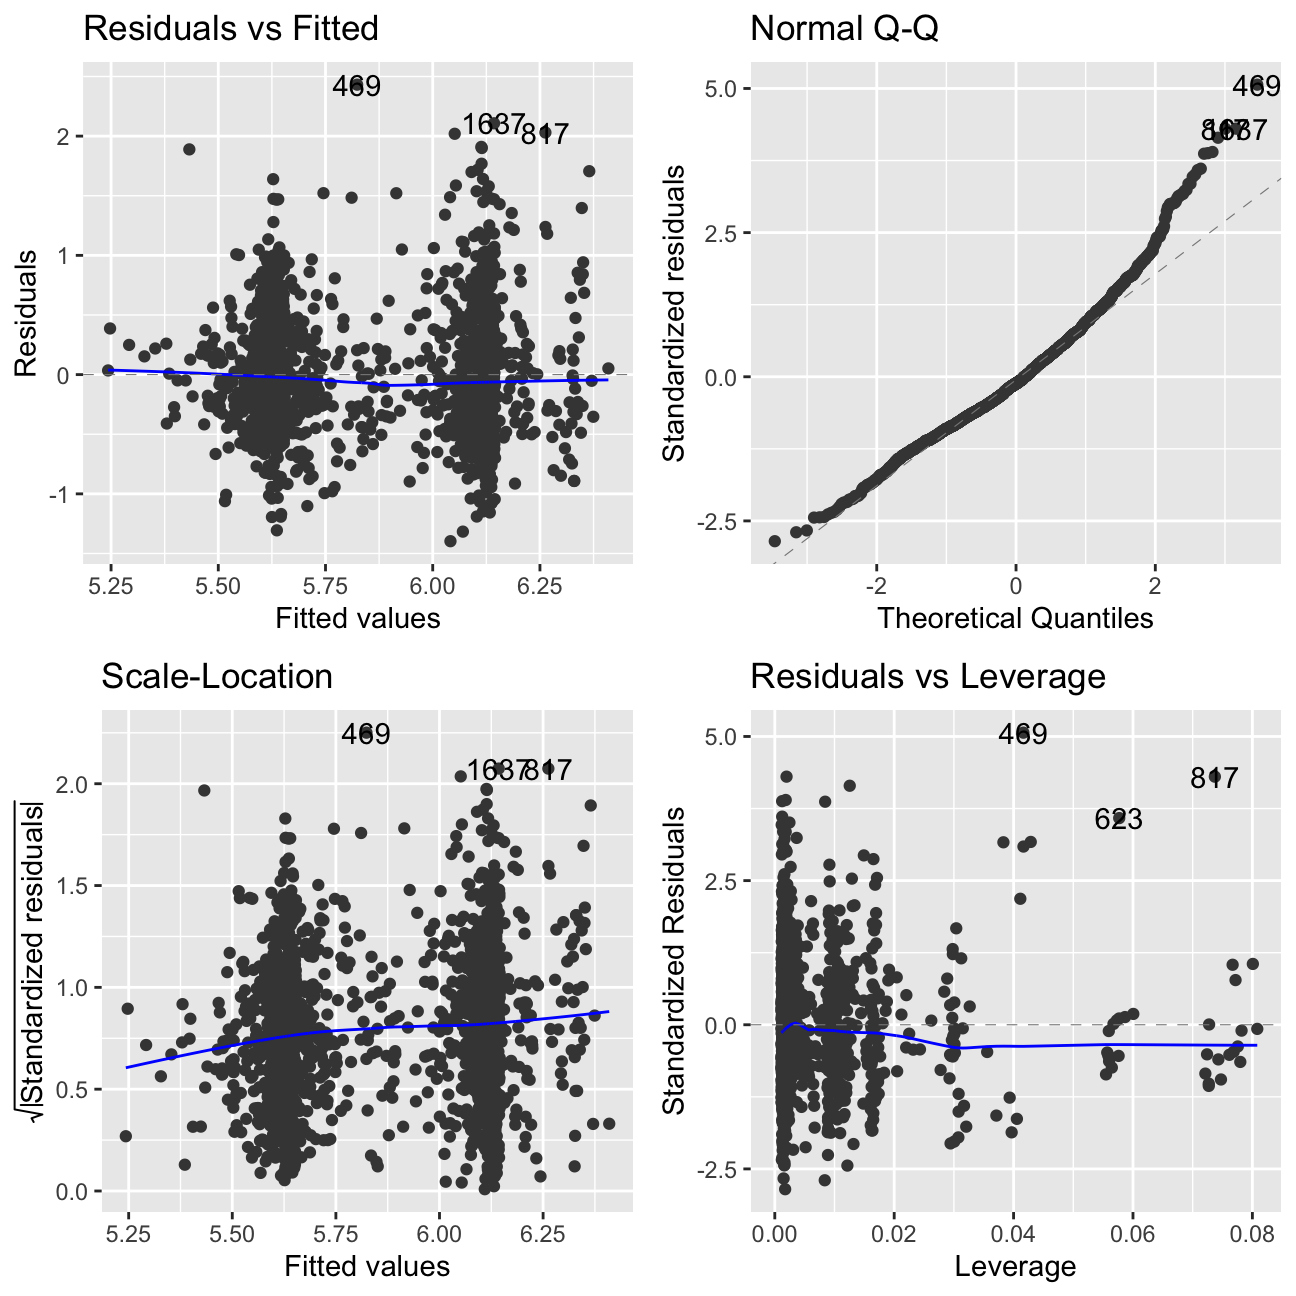 Residuals vs Fitted
Residuals
2
1
0
-1
469
1637
817
5.25 5.50 5.75 6.00 6.25
Fitted values
Normal Q-Q
Standardized residuals
5.0
2.5
0.0
-2.5
469
817
1637
-2 0 2
Theoretical Quantiles
Scale-Location
√|Standardized residuals|
2.0
1.5
1.0
0.5
0.0
469
1637
817
5.25 5.50 5.75 6.00 6.25
Fitted values
Residuals vs Leverage
Standardized Residuals
5.0
2.5
0.0
-2.5
469
817
623
0.00 0.02 0.04 0.06 0.08
Leverage